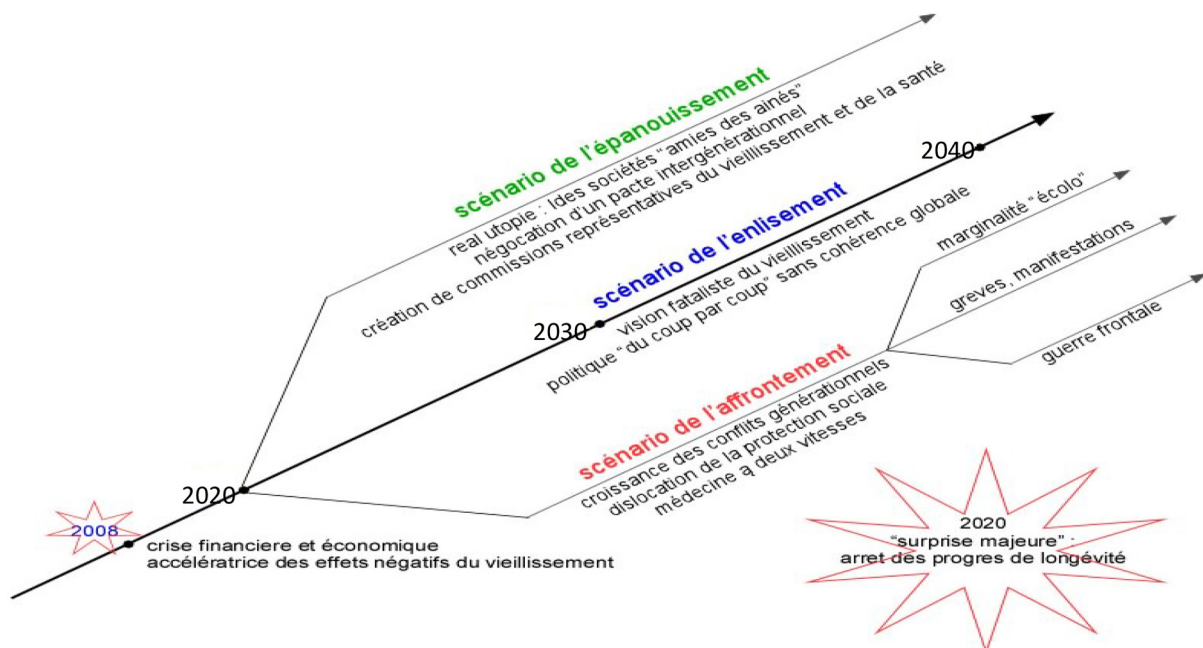 scénario de l'épanouissement
real utopie : ldes sociétés “ amies des ainés”
négocation d'un pacte intergénérationnel
création de commissions représentatives du vieillissement et de la santé
2040
scénario de l'enlisement
2030
vision fataliste du vieillissement
politique “ du coup par coup” sans cohérence globale
marginalité “écolo”
greves, manifestations
guerre frontale
scénario de l'affrontement
croissance des conflits générationnels
dislocation de la protection sociale
médecine ą deux vitesses
2020
2008
crise financiere et économique
accélératrice des effets négatifs du vieillissement
2020
“surprise majeure” :
arret des progres de longévité